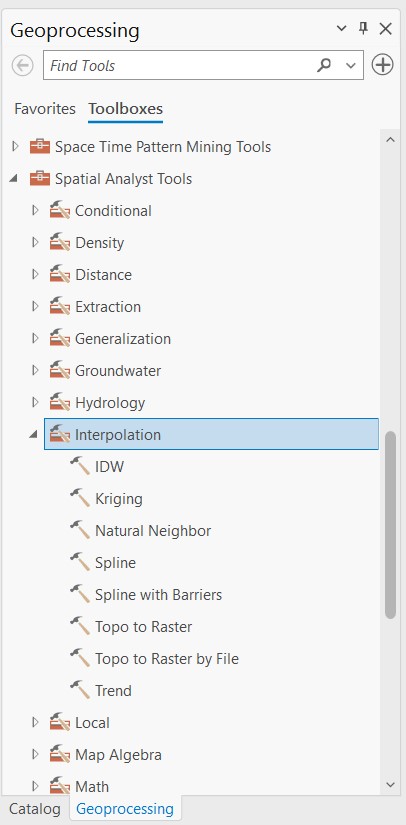 Geoprocessing
Find Tools
Favorites Toolboxes
Space Time Pattern Mining Tools
Spatial Analyst Tools
Conditional
Density
Distance
Extraction
Generalization
Groundwater
Hydrology
Interpolation
IDW
Kriging
Natural Neighbor
Spline
Spline with Barriers
Topo to Raster
Topo to Raster by File
Trend
Local
Map Algebra
Math
Catalog Geoprocessing